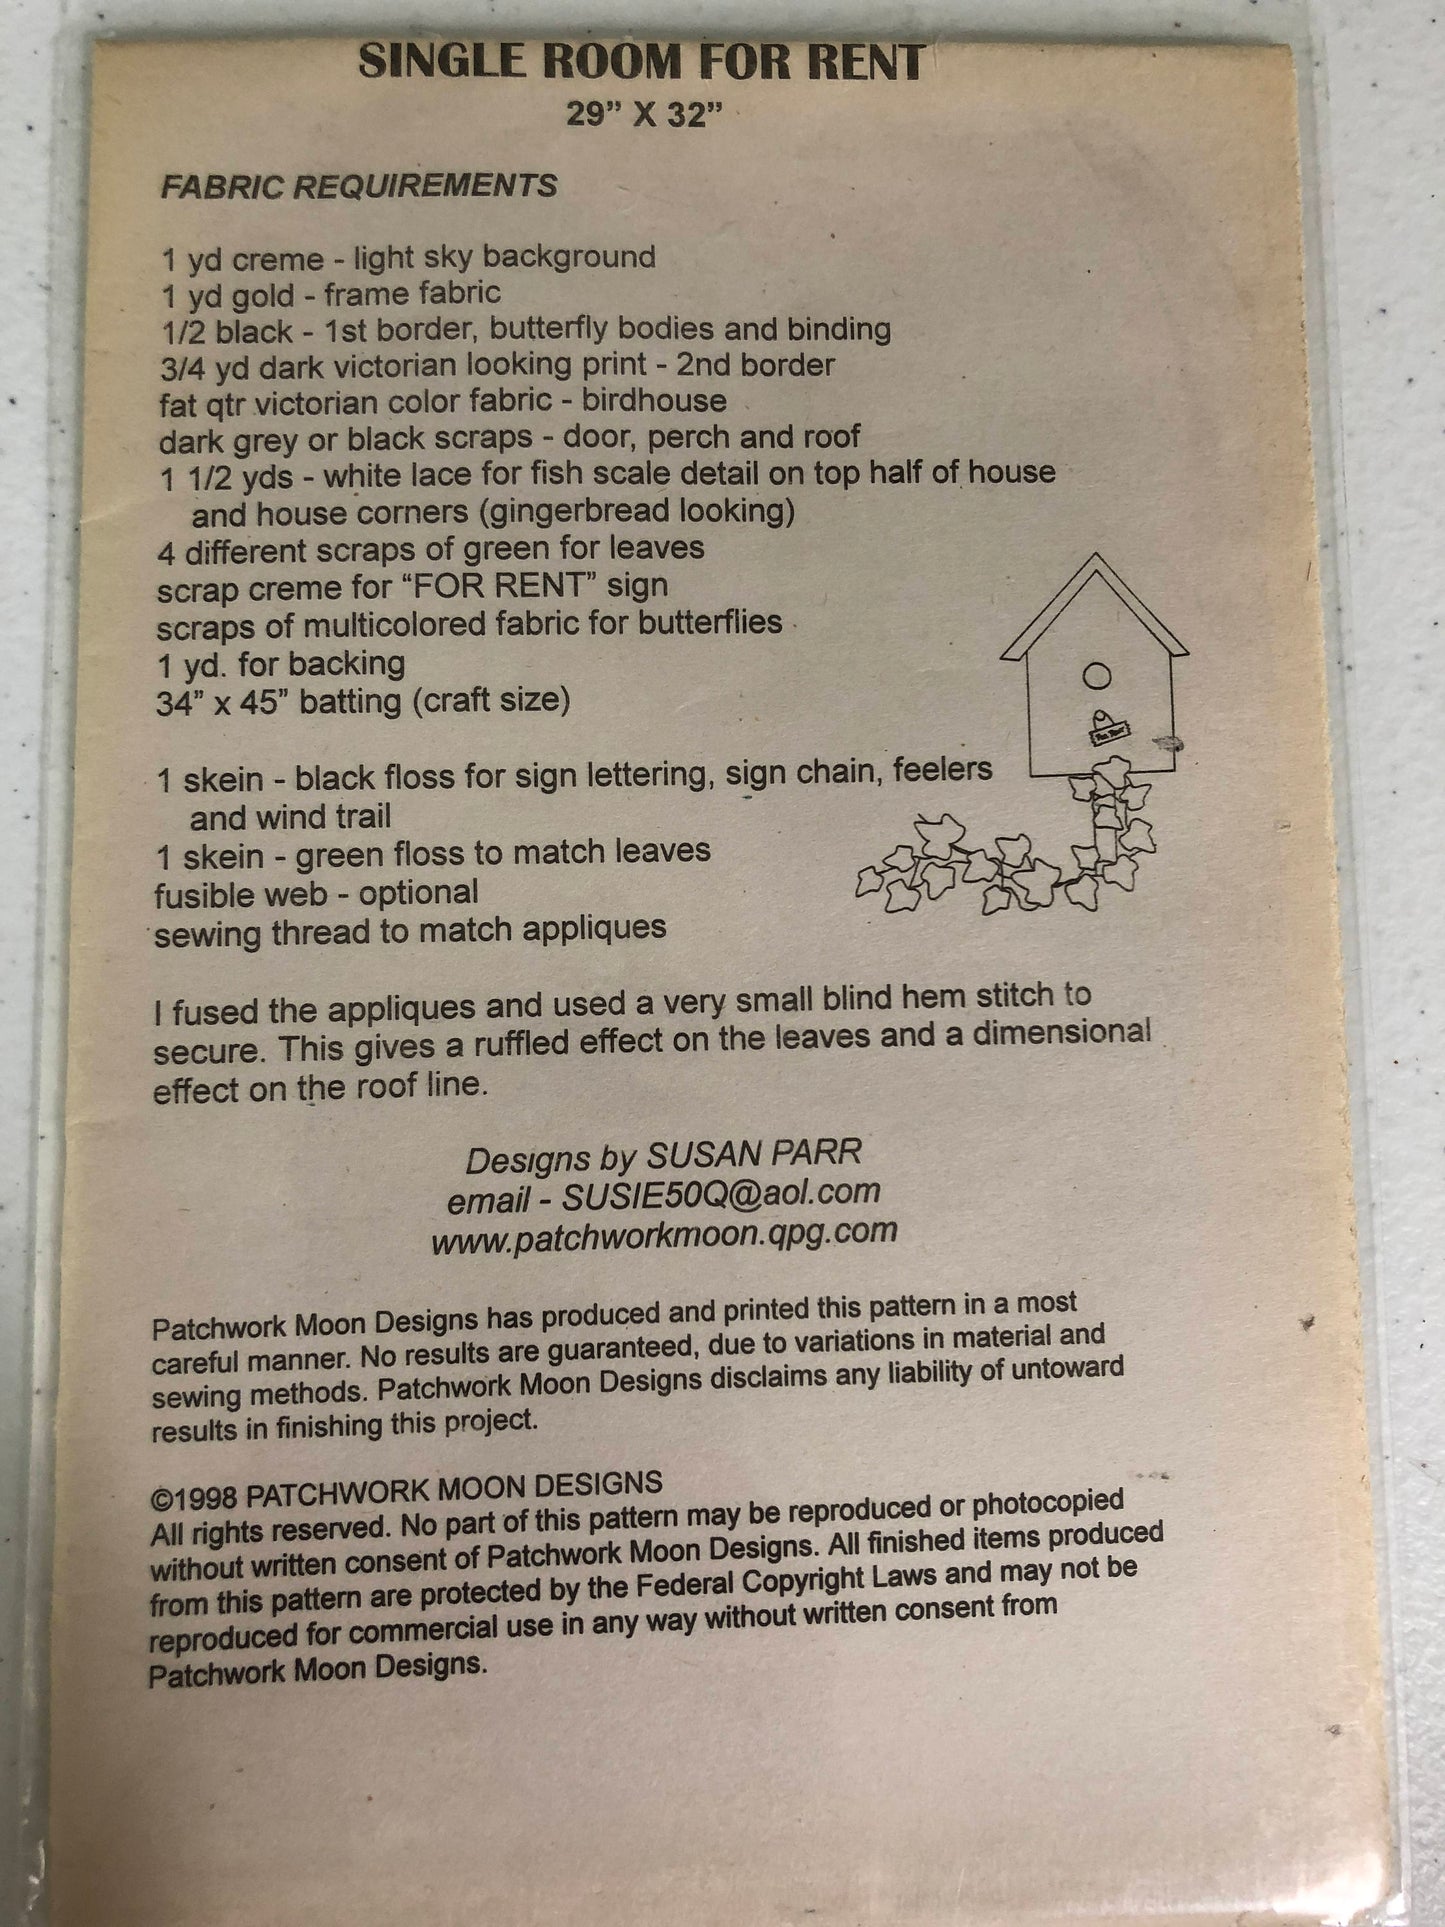 SINGLE ROOM FOR RENT
29” X 32”
FABRIC REQUIREMENTS
1 yd creme - light sky background
1 yd gold - frame fabric
1/2 black - 1st border, butterfly bodies and binding
3/4 yd dark victorian looking print - 2nd border
fat qtr victorian color fabric - birdhouse
dark grey or black scraps - door, perch and roof
1 1/2 yds - white lace for fish scale detail on top half of house
and house corners (gingerbread looking)
4 different scraps of green for leaves
scrap creme for “FOR RENT” sign
scraps of multicolored fabric for butterflies
1 yd. for backing
34” x 45” batting (craft size)
1 skein - black floss for sign lettering, sign chain, feelers
and wind trail
1 skein - green floss to match leaves
fusible web - optional
sewing thread to match appliques
I fused the appliques and used a very small blind hem stitch to
secure. This gives a ruffled effect on the leaves and a dimensional
effect on the roof line.
Designs by SUSAN PARR
email - SUSIE50Q@aol.com
www.patchworkmoon.qpg.com
Patchwork Moon Designs has produced and printed this pattern in a most
careful manner. No results are guaranteed, due to variations in material and
sewing methods. Patchwork Moon Designs disclaims any liability of untoward
results in finishing this project.
©1998 PATCHWORK MOON DESIGNS
All rights reserved. No part of this pattern may be reproduced or photocopied
without written consent of Patchwork Moon Designs. All finished items produced
from this pattern are protected by the Federal Copyright Laws and may not be
reproduced for commercial use in any way without written consent from
Patchwork Moon Designs.